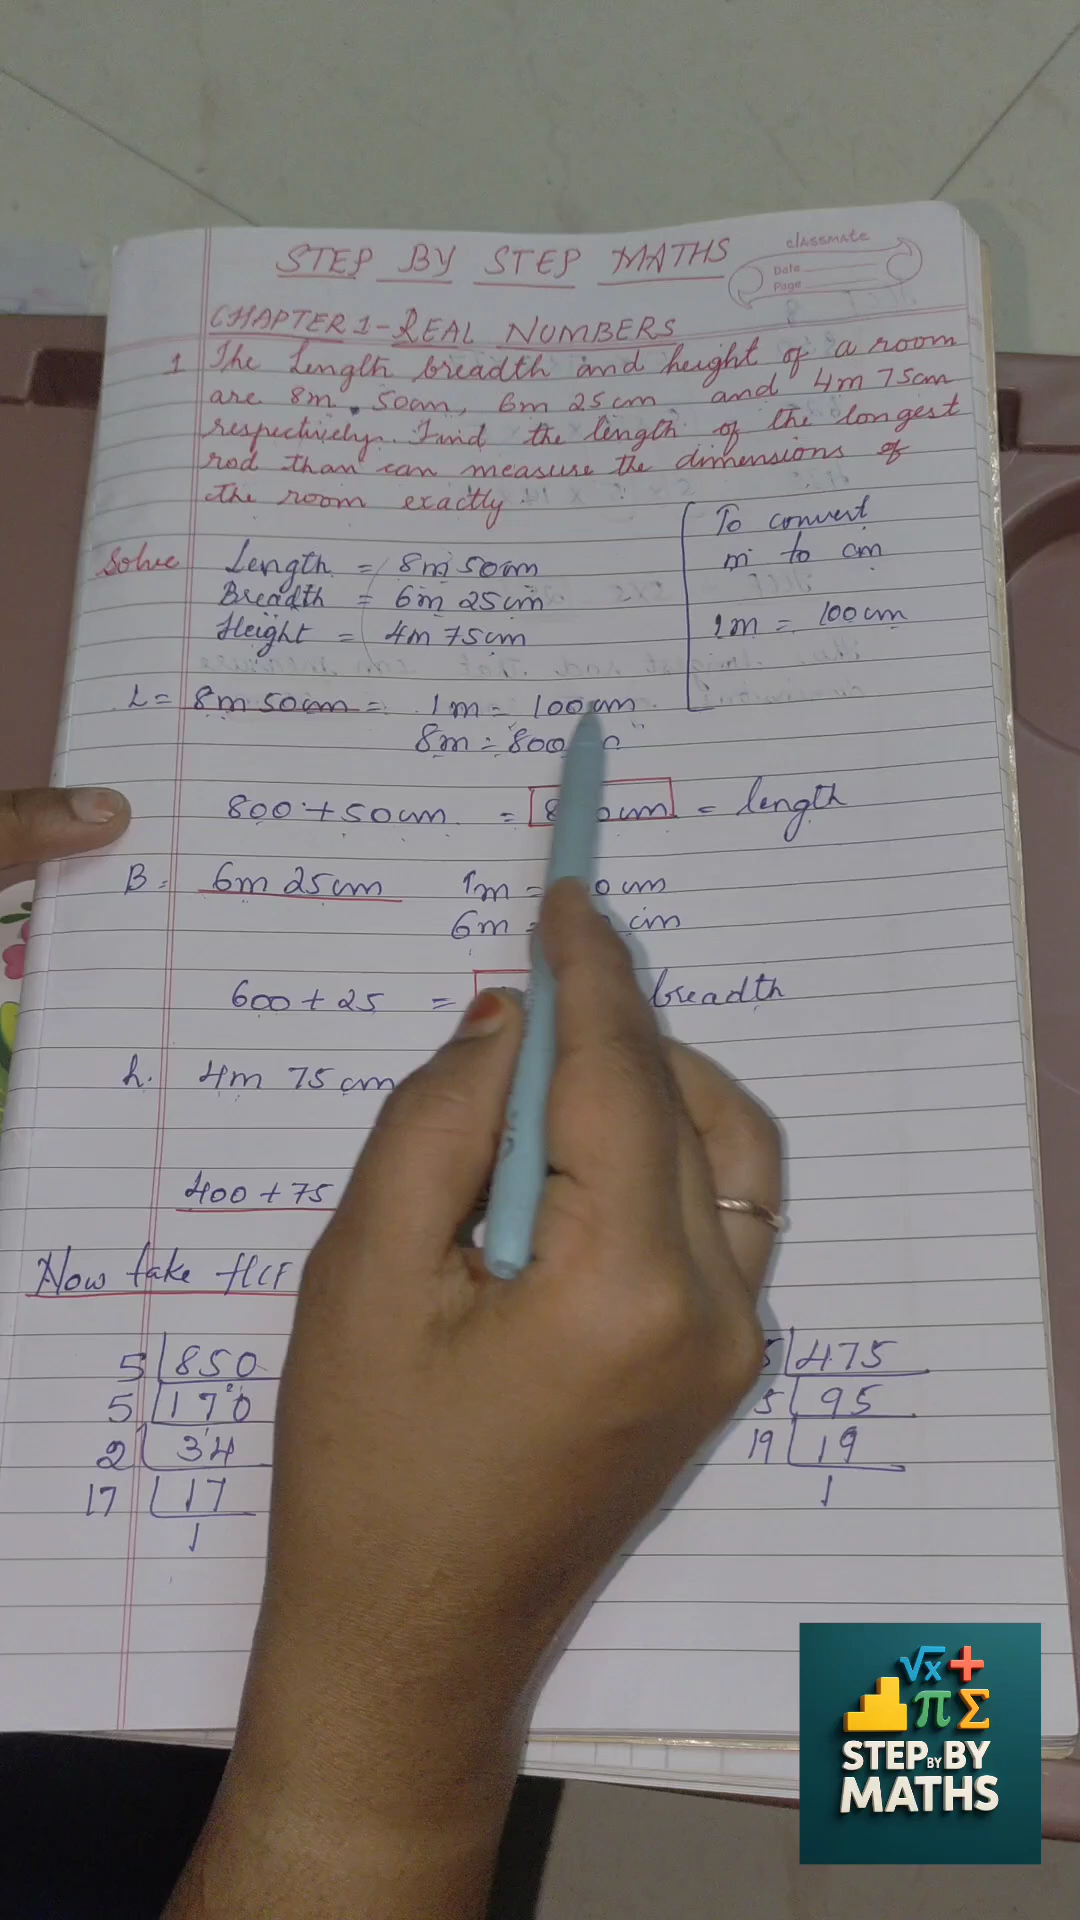 STEP BY STEP MATHS
classmate
Date
Page
CHAPTER 1 - REAL NUMBERS
1 The Length breadth and height of a room
are 8m . 50cm, 6m 25cm and 4m 75cm
respectively. Find the length of the longest
rod than can measure the dimensions of
the room exactly.
To convert
m to cm
1m = 100cm
Solve Length = 8m 50cm
Breadth = 6m 25cm
Height = 4m 75cm
L = 8m 50cm = 1m = 100cm
8m = 800
800 + 50cm = cm = length
B = 6m 25cm 1m = cm
6m = cm
600 + 25 = breadth
h. 4m 75cm
400 + 75
Now take HCF
5 850
5 170
2 34
17 17
1
5 475
5 95
19 19
1
√x +
π Σ
STEP BY BY
MATHS